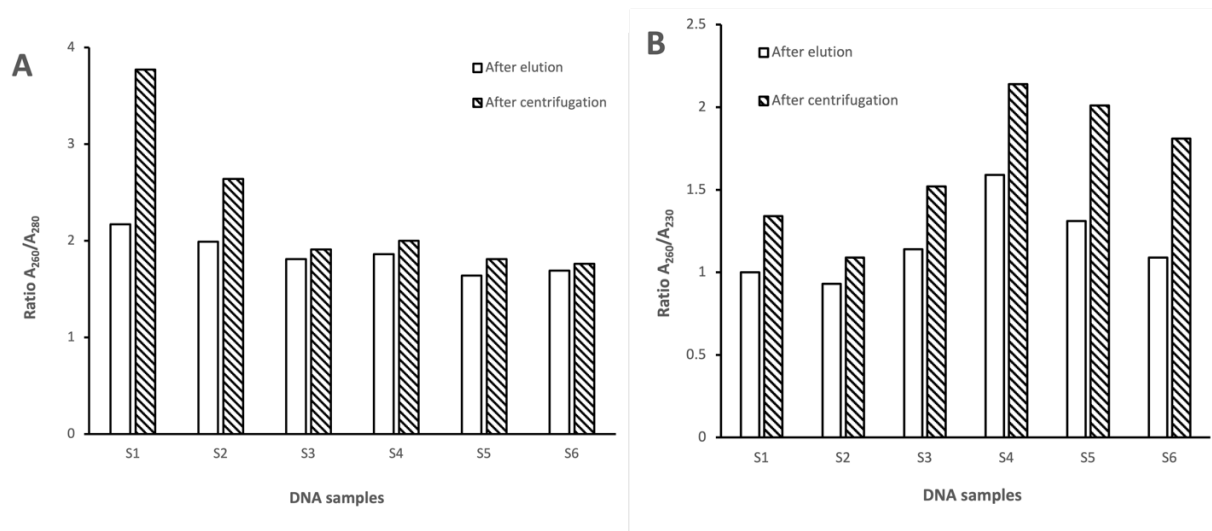 A
Ratio A260/A280
4
3
2
1
0
After elution
After centrifugation
S1 S2 S3 S4 S5 S6
DNA samples
B
Ratio A260/A230
2.5
2
1.5
1
0.5
0
After elution
After centrifugation
S1 S2 S3 S4 S5 S6
DNA samples